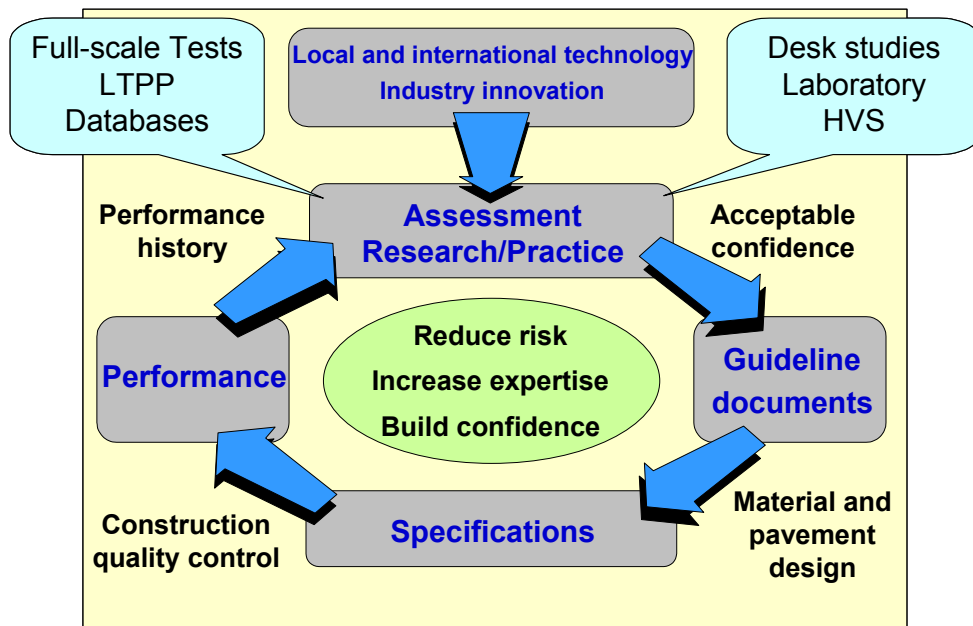 Full-scale Tests
LTPP
Databases
Local and international technology
Industry innovation
Desk studies
Laboratory
HVS
Performance
history
Assessment
Research/Practice
Acceptable
confidence
Performance
Reduce risk
Increase expertise
Build confidence
Guideline
documents
Construction
quality control
Specifications
Material and
pavement
design